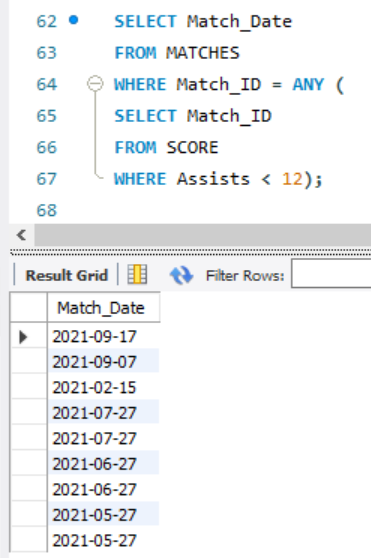 62 SELECT Match_Date
63 FROM MATCHES
64 WHERE Match_ID = ANY (
65 SELECT Match_ID
66 FROM SCORE
67 WHERE Assists < 12);
68
Result Grid Filter Rows:
Match_Date
2021-09-17
2021-09-07
2021-02-15
2021-07-27
2021-07-27
2021-06-27
2021-06-27
2021-05-27
2021-05-27